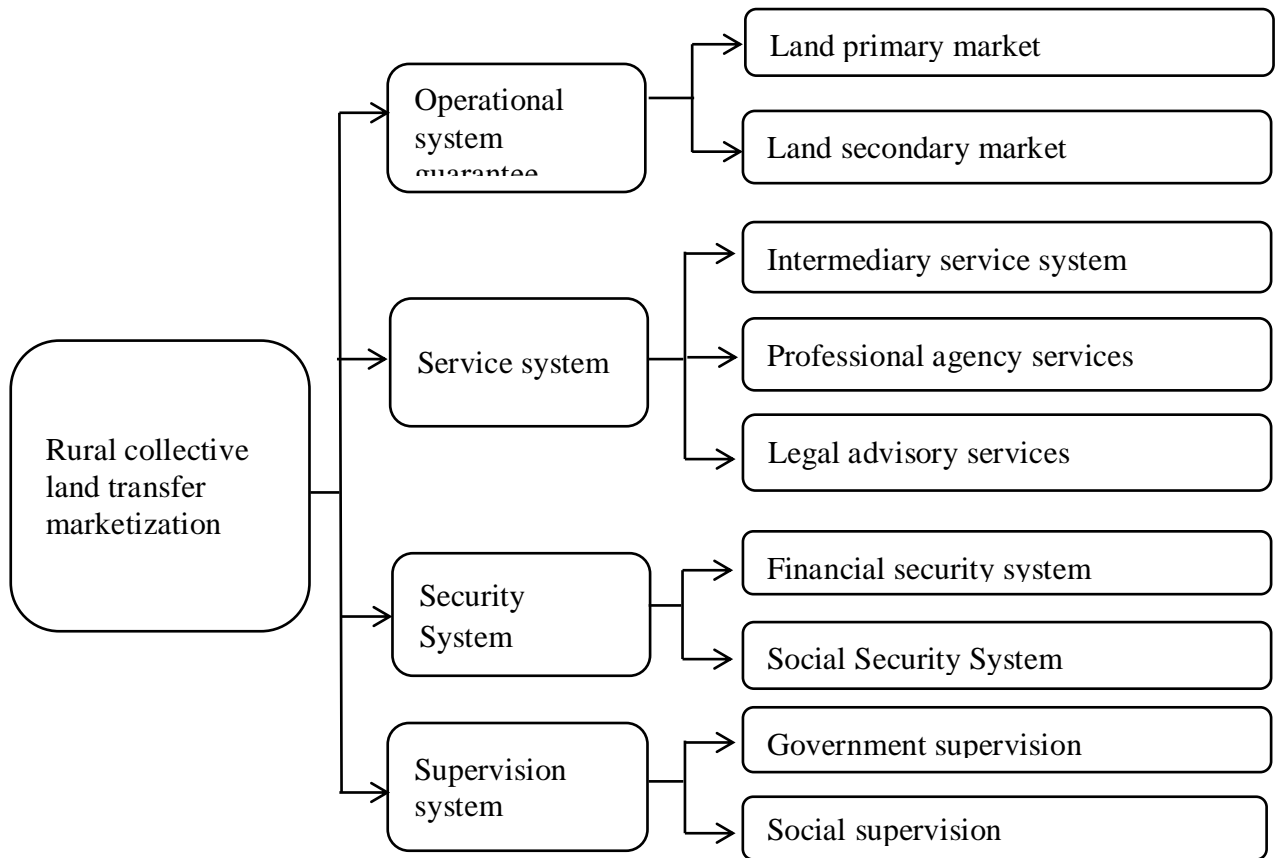 Land primary market
Operational
system
guarantee
Land secondary market
Intermediary service system
Service system
Professional agency services
Legal advisory services
Rural collective
land transfer
marketization
Financial security system
Security
System
Social Security System
Government supervision
Supervision
system
Social supervision